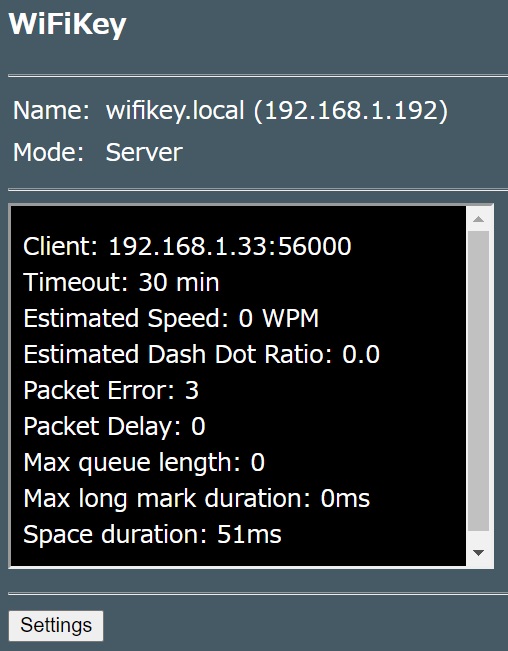 WiFiKey
Name: wifikey.local (192.168.1.192)
Mode: Server
Client: 192.168.1.33:56000
Timeout: 30 min
Estimated Speed: 0 WPM
Estimated Dash Dot Ratio: 0.0
Packet Error: 3
Packet Delay: 0
Max queue length: 0
Max long mark duration: 0ms
Space duration: 51ms
Settings